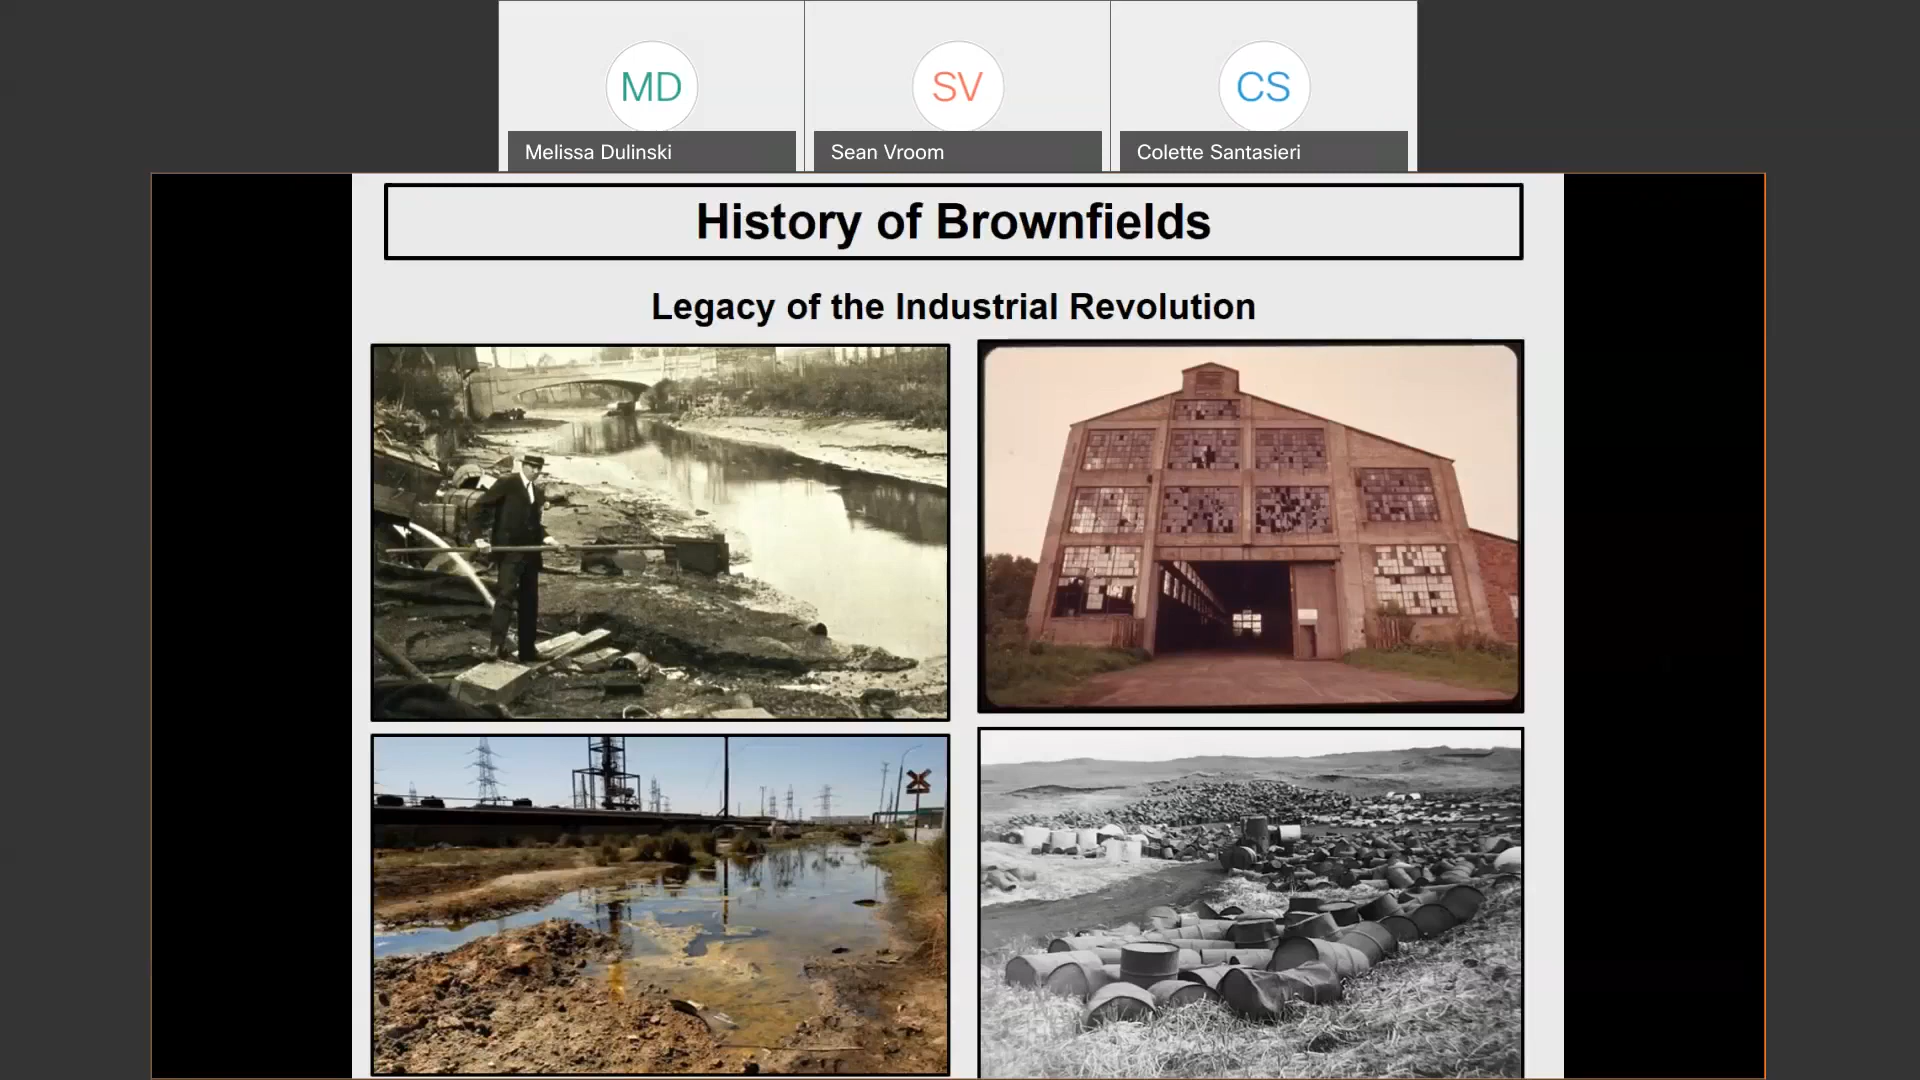 MD
SV
CS
Melissa Dulinski
Sean Vroom
Colette Santasieri
History of Brownfields
Legacy of the Industrial Revolution